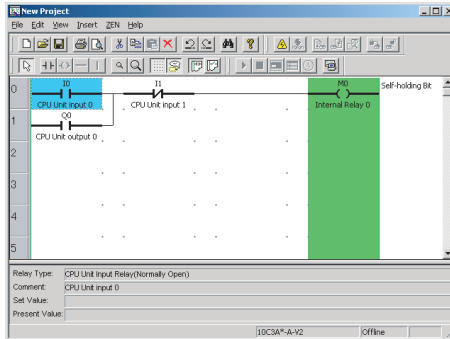 New Project
File Edit View Insert ZEN Help
0 I0 I1 M0 Self-holding Bit
CPU Unit input 0 CPU Unit input 1 Internal Relay 0
1 Q0
CPU Unit output 0
2
3
4
5
Relay Type: CPU Unit Input Relay(Normally Open)
Comment: CPU Unit input 0
Set Value:
Present Value:
10C3A*-A-V2 Offline